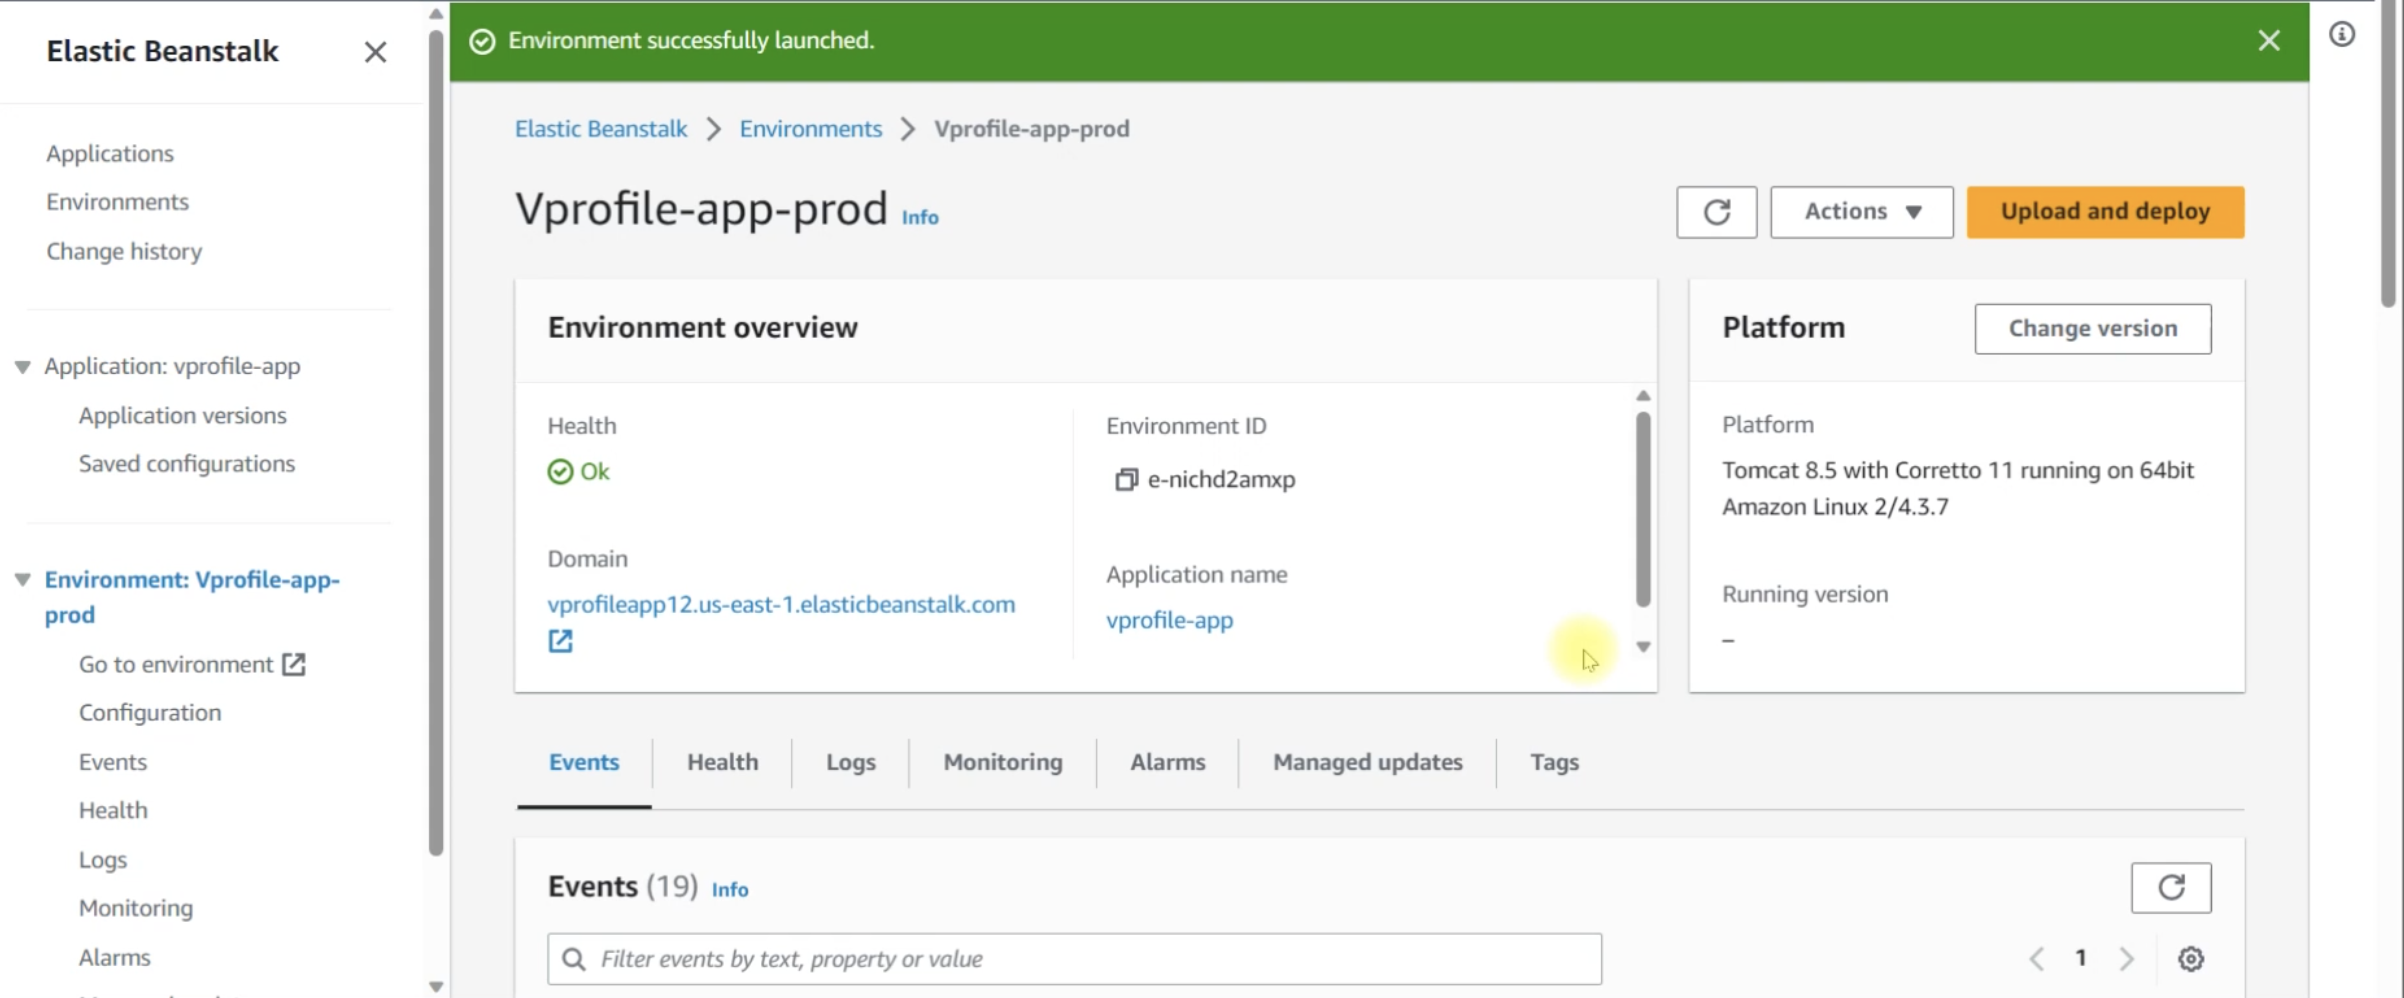 Elastic Beanstalk
Applications
Environments
Change history
Application: vprofile-app
Application versions
Saved configurations
Environment: Vprofile-app-
prod
Go to environment
Configuration
Events
Health
Logs
Monitoring
Alarms
Environment successfully launched.
Elastic Beanstalk > Environments > Vprofile-app-prod
Vprofile-app-prod Info
Actions
Upload and deploy
Environment overview
Health
Ok
Domain
vprofileapp12.us-east-1.elasticbeanstalk.com
Environment ID
e-nichd2amxp
Application name
vprofile-app
Platform
Change version
Platform
Tomcat 8.5 with Corretto 11 running on 64bit
Amazon Linux 2/4.3.7
Running version
–
Events Health Logs Monitoring Alarms Managed updates Tags
Events (19) Info
Filter events by text, property or value
1